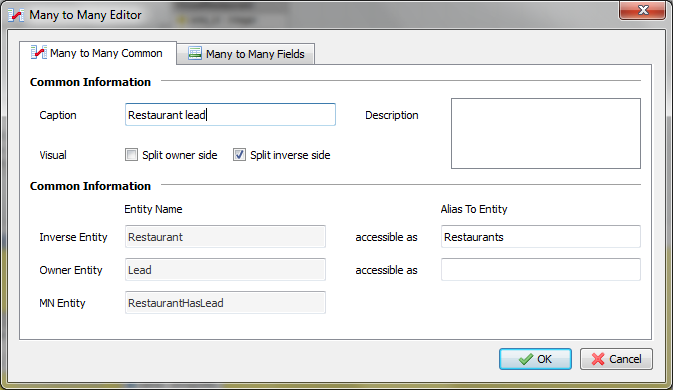 Many to Many Editor
Many to Many Common
Many to Many Fields
Common Information
Caption
Restaurant lead
Description
Visual
Split owner side
Split inverse side
Common Information
Entity Name
Alias To Entity
Inverse Entity
Restaurant
accessible as
Restaurants
Owner Entity
Lead
accessible as
MN Entity
RestaurantHasLead
OK
Cancel